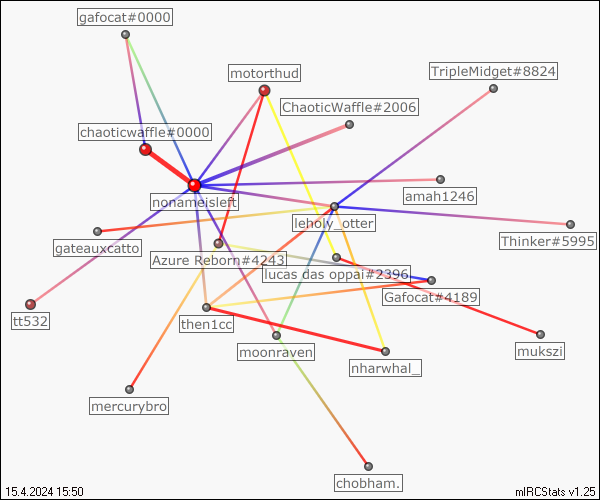 gafocat#0000
motorthud
TripleMidget#8824
ChaoticWaffle#2006
chaoticwaffle#0000
nonameisleft
amah1246
leholy_otter
Thinker#5995
gateauxcatto
Azure Reborn#4243
lucas das oppai#2396
Gafocat#4189
tt532
then1cc
moonraven
mukszi
nharwhal_
mercurybro
chobham.
15.4.2024 15:50
mIRCStats v1.25